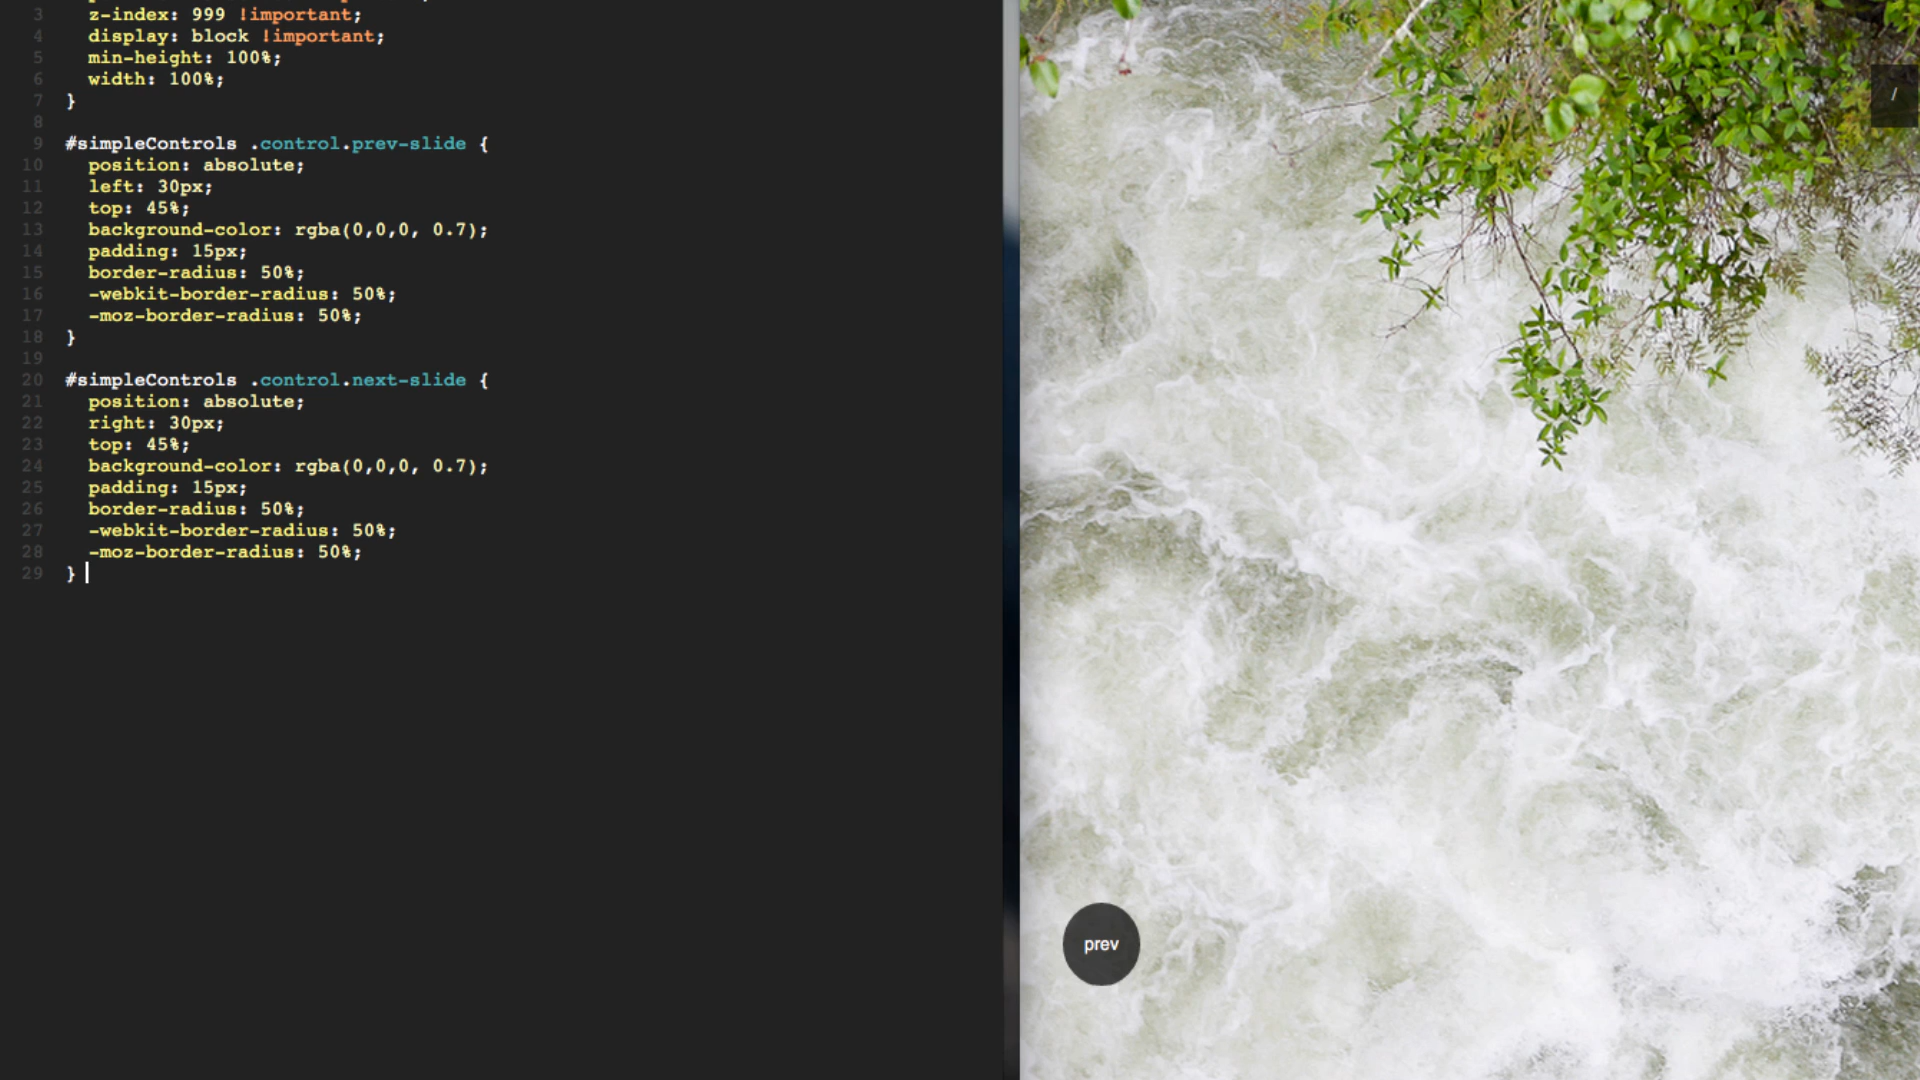 3 z-index: 999 !important;
4 display: block !important;
5 min-height: 100%;
6 width: 100%;
7 }
8
9 #simpleControls .control.prev-slide {
10 position: absolute;
11 left: 30px;
12 top: 45%;
13 background-color: rgba(0,0,0, 0.7);
14 padding: 15px;
15 border-radius: 50%;
16 -webkit-border-radius: 50%;
17 -moz-border-radius: 50%;
18 }
19
20 #simpleControls .control.next-slide {
21 position: absolute;
22 right: 30px;
23 top: 45%;
24 background-color: rgba(0,0,0, 0.7);
25 padding: 15px;
26 border-radius: 50%;
27 -webkit-border-radius: 50%;
28 -moz-border-radius: 50%;
29 }
/
prev